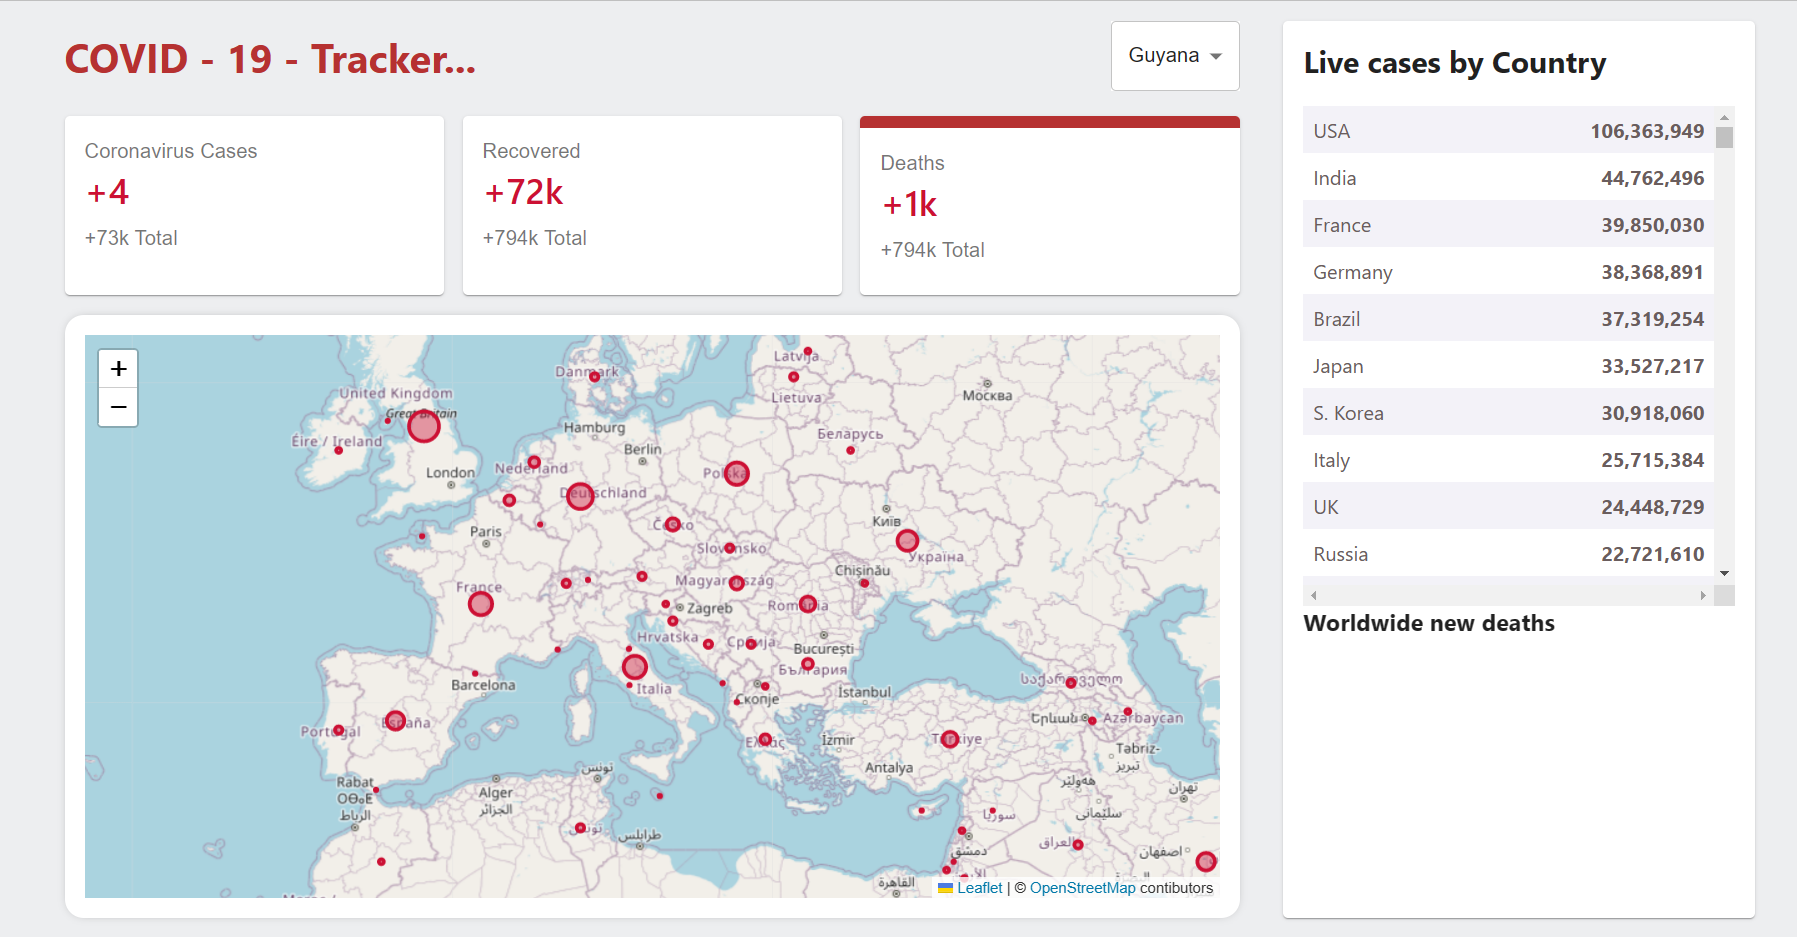 COVID - 19 - Tracker...
Guyana
Coronavirus Cases
+4
+73k Total
Recovered
+72k
+794k Total
Deaths
+1k
+794k Total
+
−
Latvija
Danmark
United Kingdom
Москва
Lietuva
Great Britain
Hamburg
Беларусь
Éire / Ireland
Berlin
London
Nederland
Polska
Deutschland
Київ
Česko
Paris
Slovensko
Україна
Chișinău
Magyarország
France
Zagreb
România
Hrvatska
Србија
București
България
Barcelona
Italia
Скопје
Istanbul
საქართველო
España
Portugal
Ελλάς
İzmir
Türkiye
Երևան
Azərbaycan
Təbriz-
تبریز
Antalya
تونس
Rabat
ⵔⴱⴰⵟ
الرباط
Alger
الجزائر
هەولێر
تهران
سوريا
سلێمانی
تونس
طرابلس
دمشق
العراق
اصفهان
القاهرة
Leaflet | © OpenStreetMap contibutors
Live cases by Country
USA 106,363,949
India 44,762,496
France 39,850,030
Germany 38,368,891
Brazil 37,319,254
Japan 33,527,217
S. Korea 30,918,060
Italy 25,715,384
UK 24,448,729
Russia 22,721,610
Worldwide new deaths